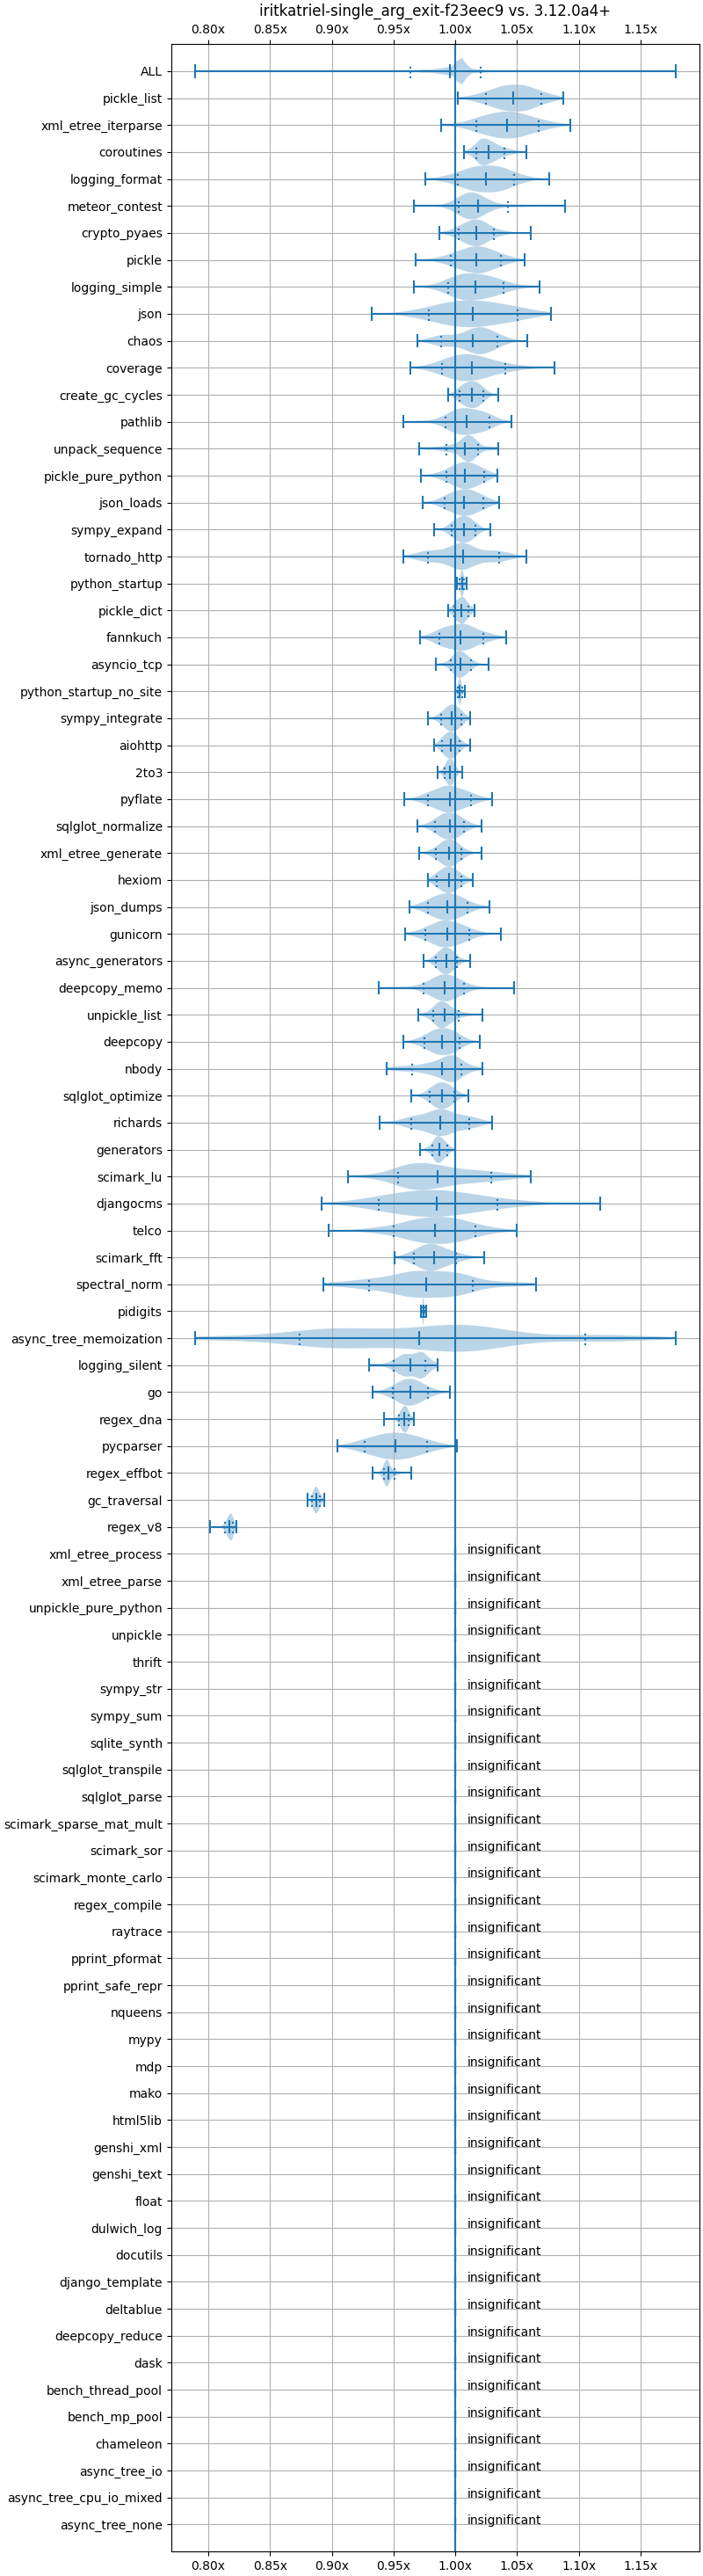 iritkatriel-single_arg_exit-f23eec9 vs. 3.12.0a4+
0.80x 0.85x 0.90x 0.95x 1.00x 1.05x 1.10x 1.15x
ALL
pickle_list
xml_etree_iterparse
coroutines
logging_format
meteor_contest
crypto_pyaes
pickle
logging_simple
json
chaos
coverage
create_gc_cycles
pathlib
unpack_sequence
pickle_pure_python
json_loads
sympy_expand
tornado_http
python_startup
pickle_dict
fannkuch
asyncio_tcp
python_startup_no_site
sympy_integrate
aiohttp
2to3
pyflate
sqlglot_normalize
xml_etree_generate
hexiom
json_dumps
gunicorn
async_generators
deepcopy_memo
unpickle_list
deepcopy
nbody
sqlglot_optimize
richards
generators
scimark_lu
djangocms
telco
scimark_fft
spectral_norm
pidigits
async_tree_memoization
logging_silent
go
regex_dna
pycparser
regex_effbot
gc_traversal
regex_v8
xml_etree_process insignificant
xml_etree_parse insignificant
unpickle_pure_python insignificant
unpickle insignificant
thrift insignificant
sympy_str insignificant
sympy_sum insignificant
sqlite_synth insignificant
sqlglot_transpile insignificant
sqlglot_parse insignificant
scimark_sparse_mat_mult insignificant
scimark_sor insignificant
scimark_monte_carlo insignificant
regex_compile insignificant
raytrace insignificant
pprint_pformat insignificant
pprint_safe_repr insignificant
nqueens insignificant
mypy insignificant
mdp insignificant
mako insignificant
html5lib insignificant
genshi_xml insignificant
genshi_text insignificant
float insignificant
dulwich_log insignificant
docutils insignificant
django_template insignificant
deltablue insignificant
deepcopy_reduce insignificant
dask insignificant
bench_thread_pool insignificant
bench_mp_pool insignificant
chameleon insignificant
async_tree_io insignificant
async_tree_cpu_io_mixed insignificant
async_tree_none insignificant
0.80x 0.85x 0.90x 0.95x 1.00x 1.05x 1.10x 1.15x